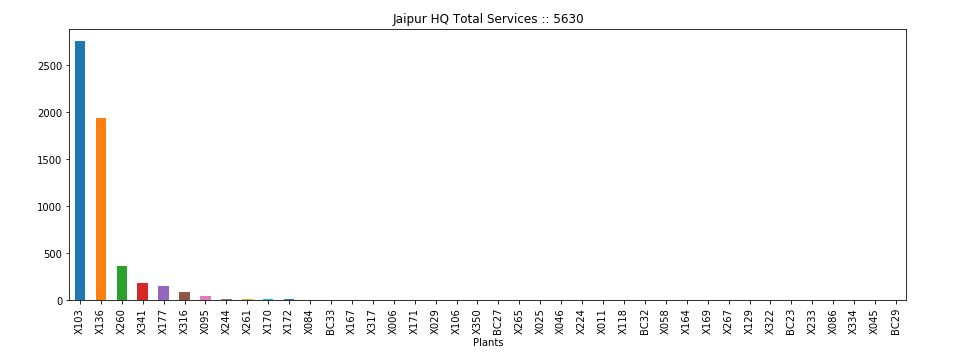 Jaipur HQ Total Services :: 5630
2500
2000
1500
1000
500
0
X103
X136
X260
X341
X177
X316
X095
X244
X261
X170
X172
X084
BC33
X167
X317
X006
X171
X029
X106
X350
BC27
X265
X025
X046
X224
X011
X118
BC32
X058
X164
X169
X267
X129
X322
BC23
X233
X086
X334
X045
BC29
Plants